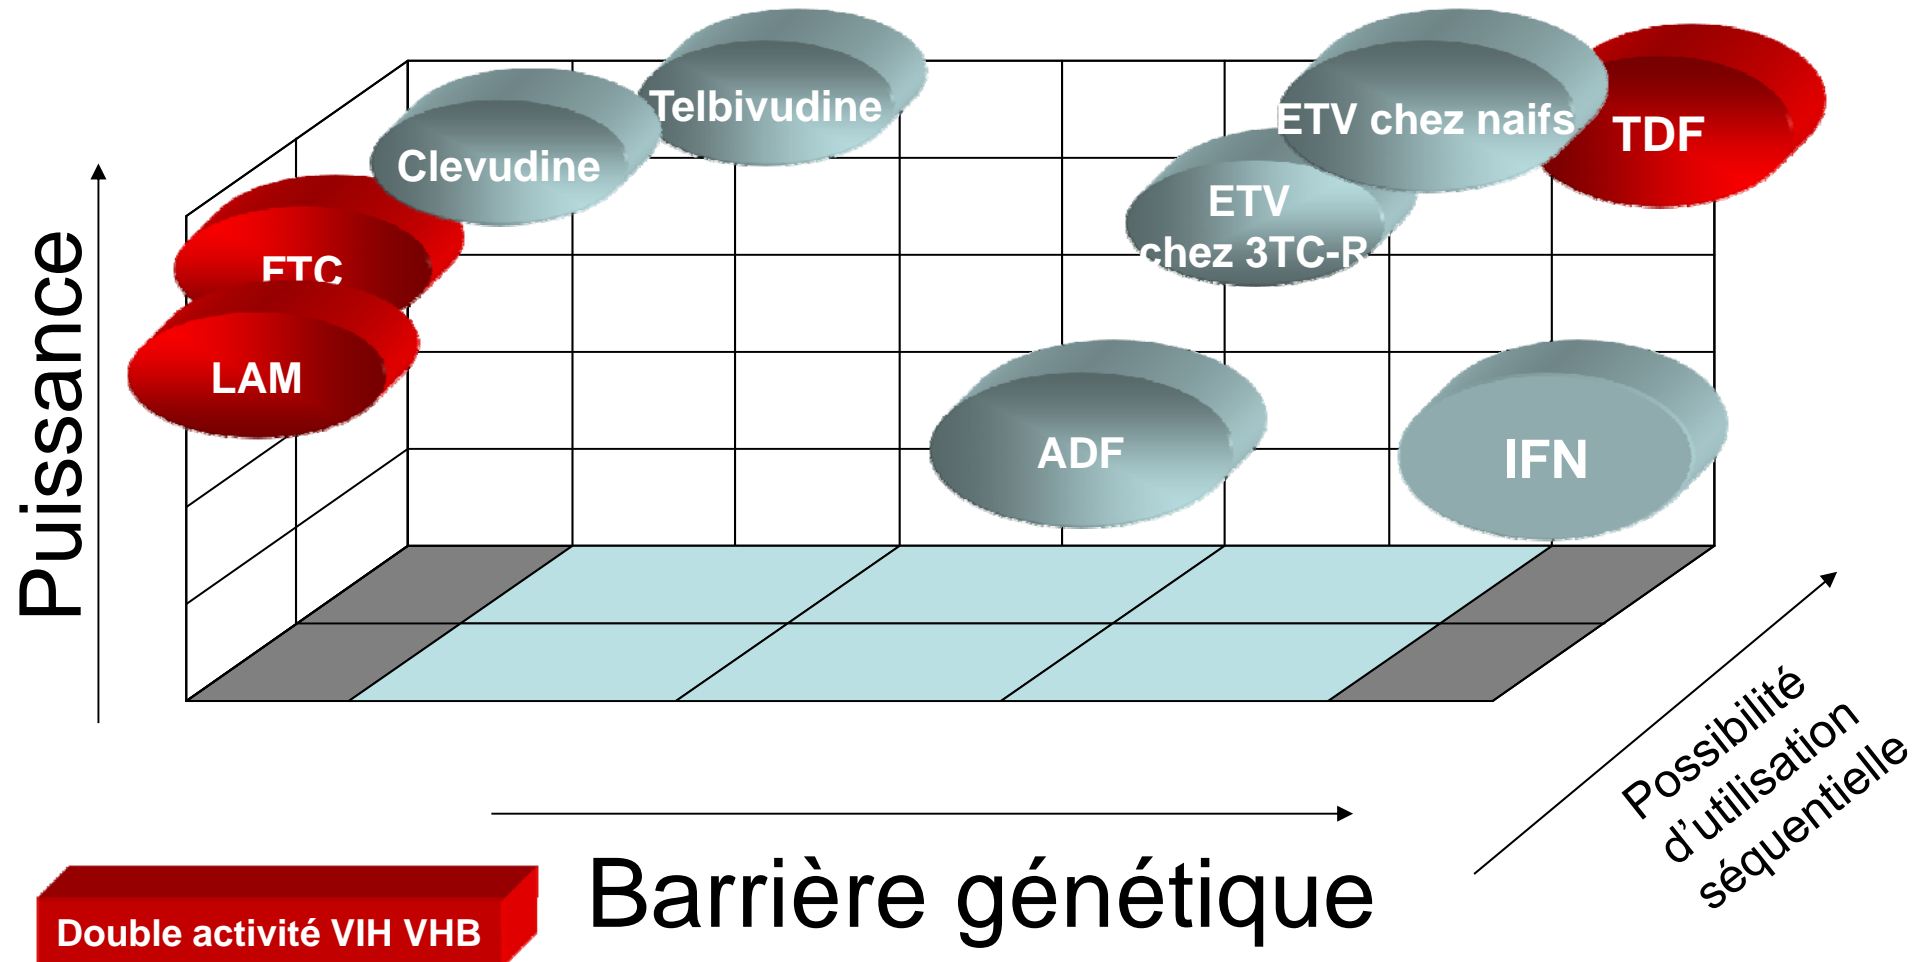 Telbivudine
ETV chez naifs
TDF
Clevudine
ETV
chez 3TC-R
FTC
LAM
ADF
IFN
Puissance
Possibilité
d’utilisation
séquentielle
Barrière génétique
Double activité VIH VHB